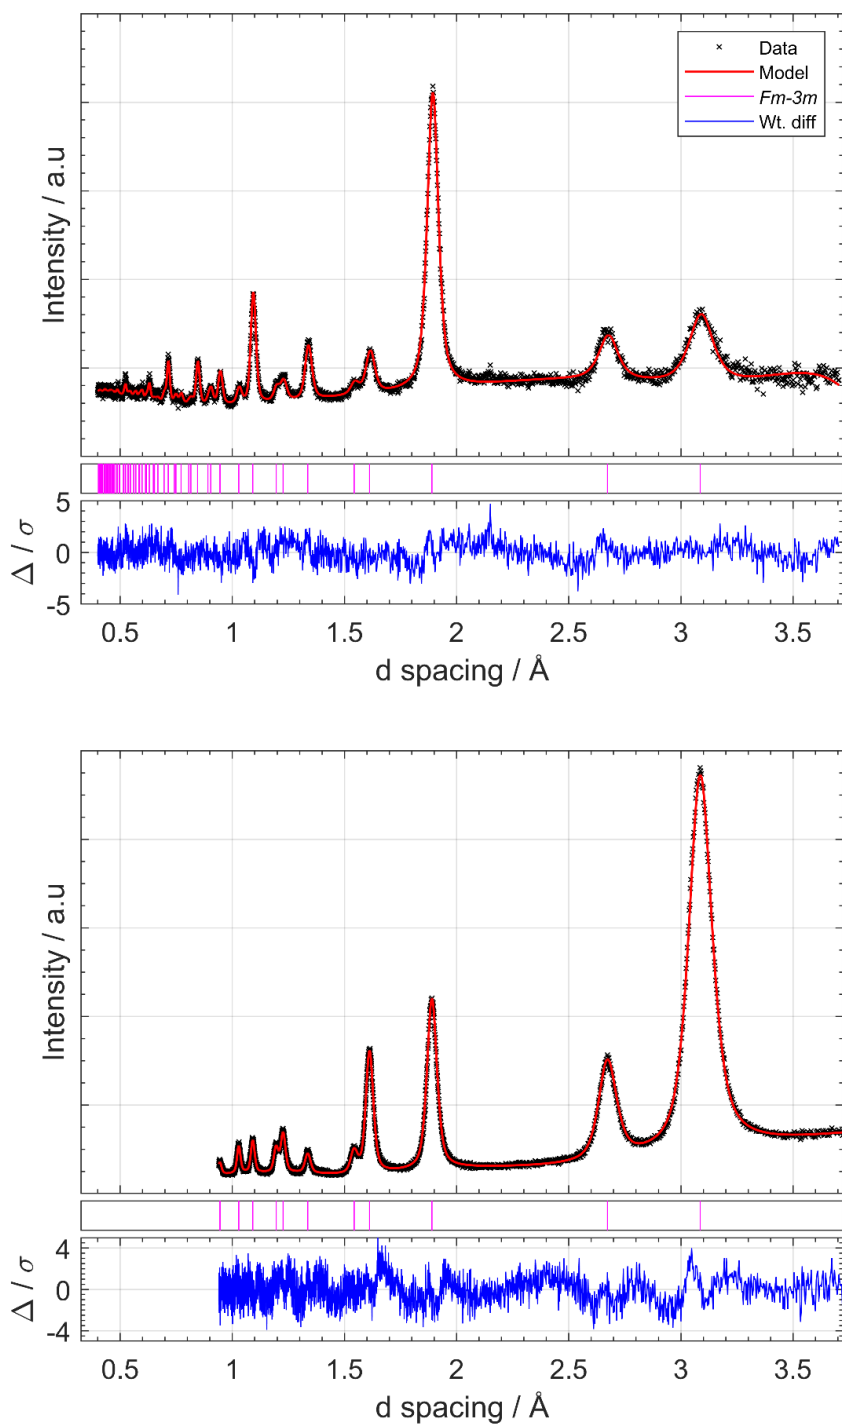 Data
Model
Fm-3m
Wt. diff
Intensity / a.u
5
0
-5
Δ / σ
0.5 1 1.5 2 2.5 3 3.5
d spacing / Å
Intensity / a.u
4
0
-4
Δ / σ
0.5 1 1.5 2 2.5 3 3.5
d spacing / Å